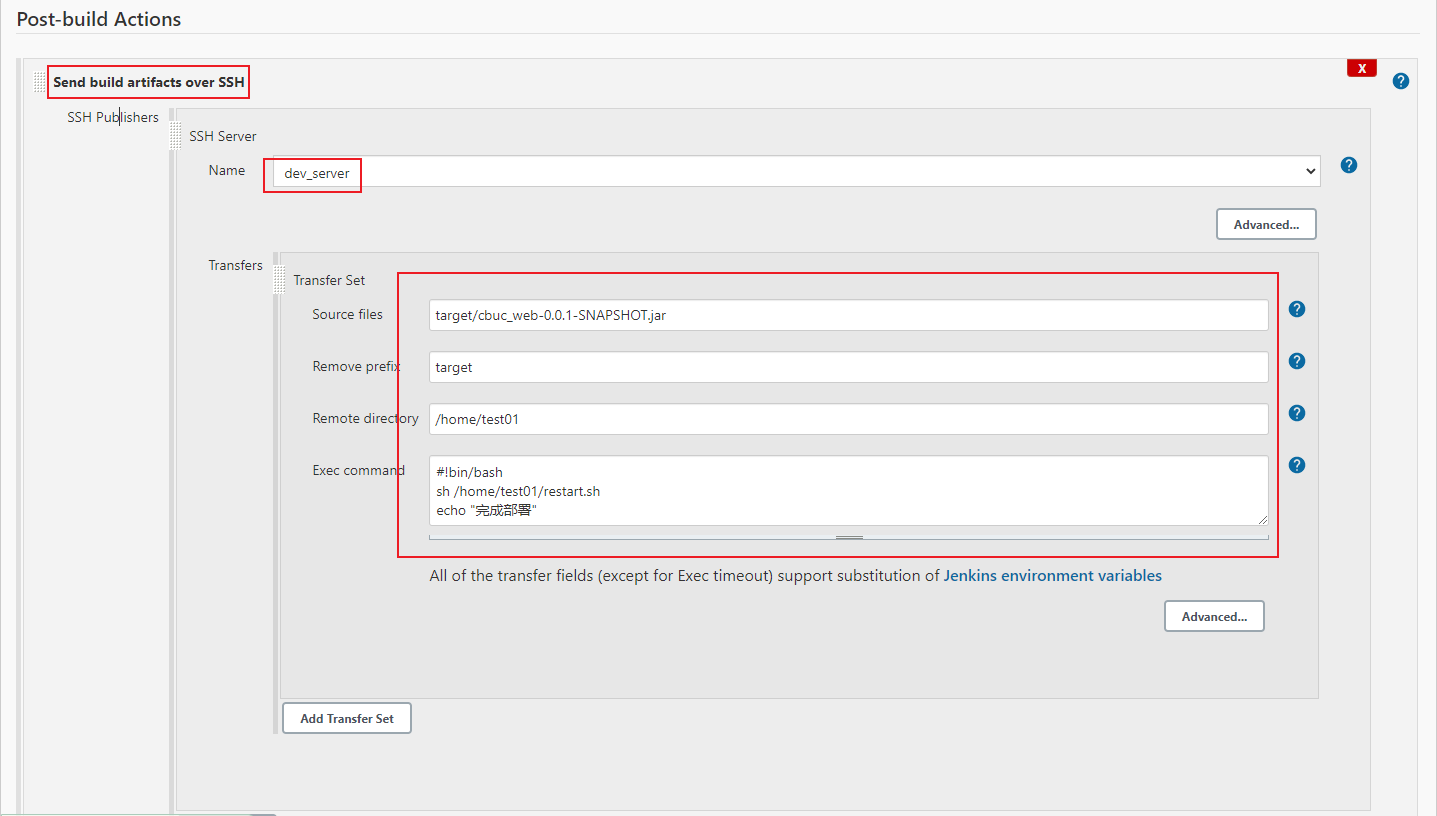 Post-build Actions
Send build artifacts over SSH
X
?
SSH Publishers
SSH Server
Name
dev_server
?
Advanced...
Transfers
Transfer Set
Source files
target/cbuc_web-0.0.1-SNAPSHOT.jar
?
Remove prefix
target
?
Remote directory
/home/test01
?
Exec command
#!bin/bash
sh /home/test01/restart.sh
echo "完成部署"
?
All of the transfer fields (except for Exec timeout) support substitution of Jenkins environment variables
Advanced...
Add Transfer Set